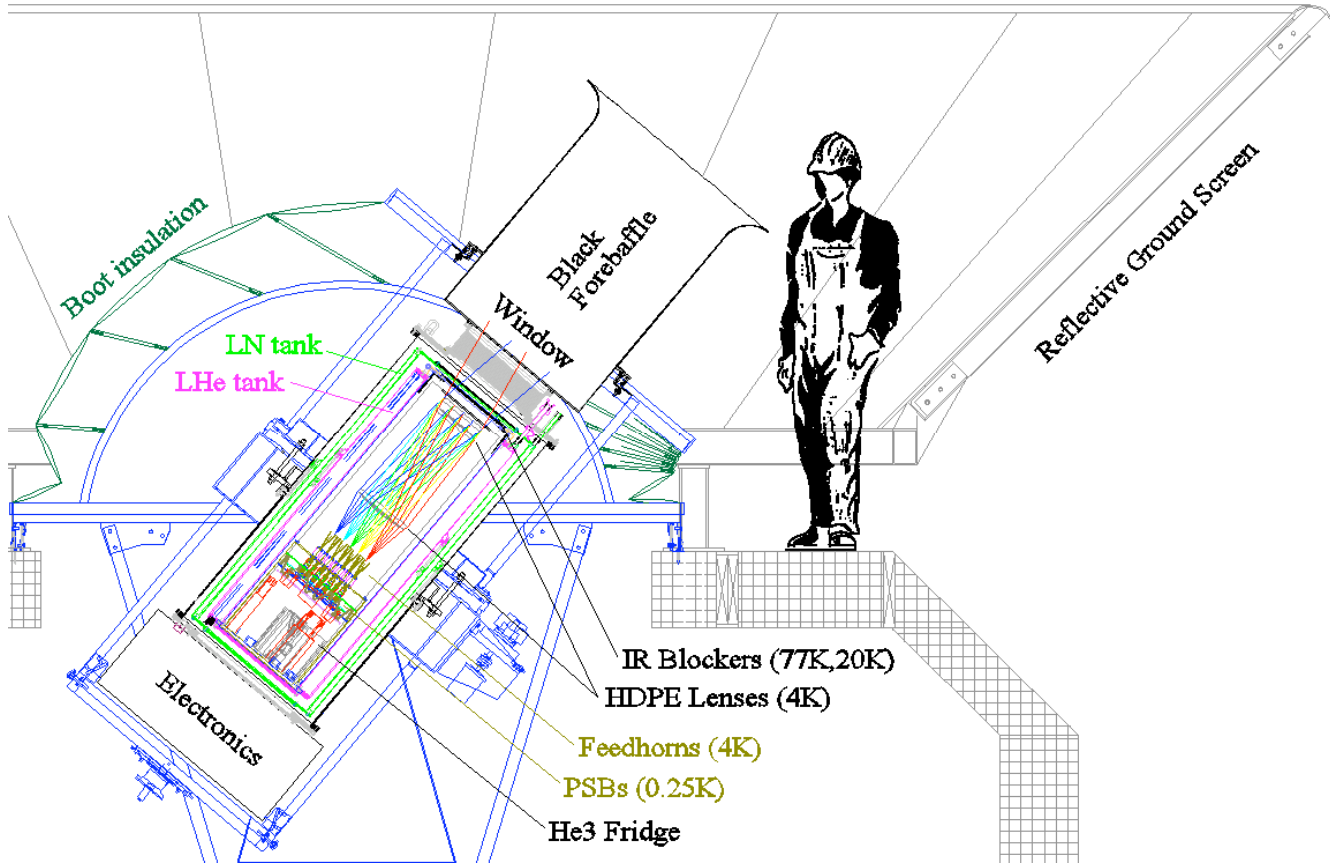 Boot insulation
Black
Forebaffle
Reflective Ground Screen
Window
LN tank
LHe tank
IR Blockers (77K,20K)
HDPE Lenses (4K)
Electronics
Feedhorns (4K)
PSBs (0.25K)
He3 Fridge